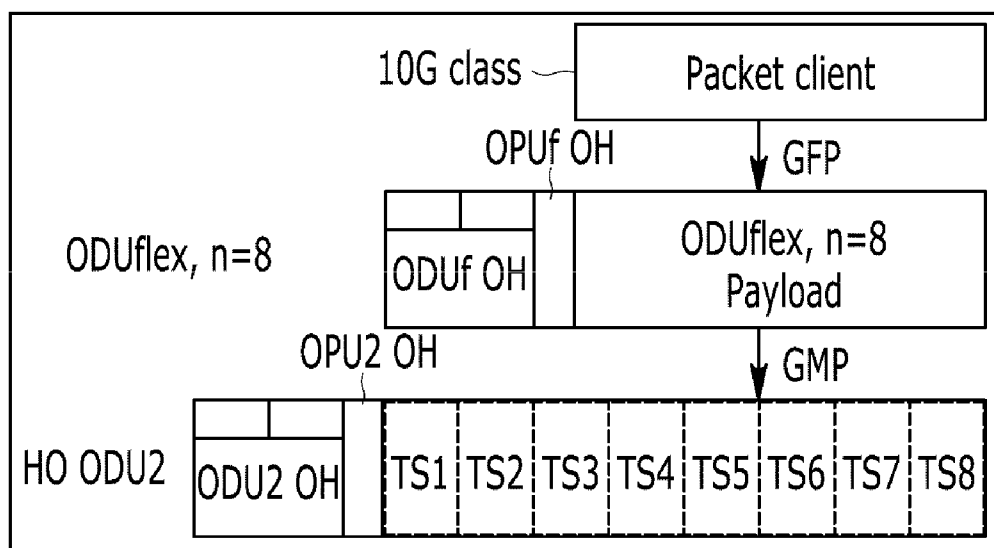 10G class
Packet client
OPUf OH
GFP
ODUflex, n=8
ODUf OH
ODUflex, n=8
Payload
OPU2 OH
GMP
HO ODU2
ODU2 OH
TS1 TS2 TS3 TS4 TS5 TS6 TS7 TS8